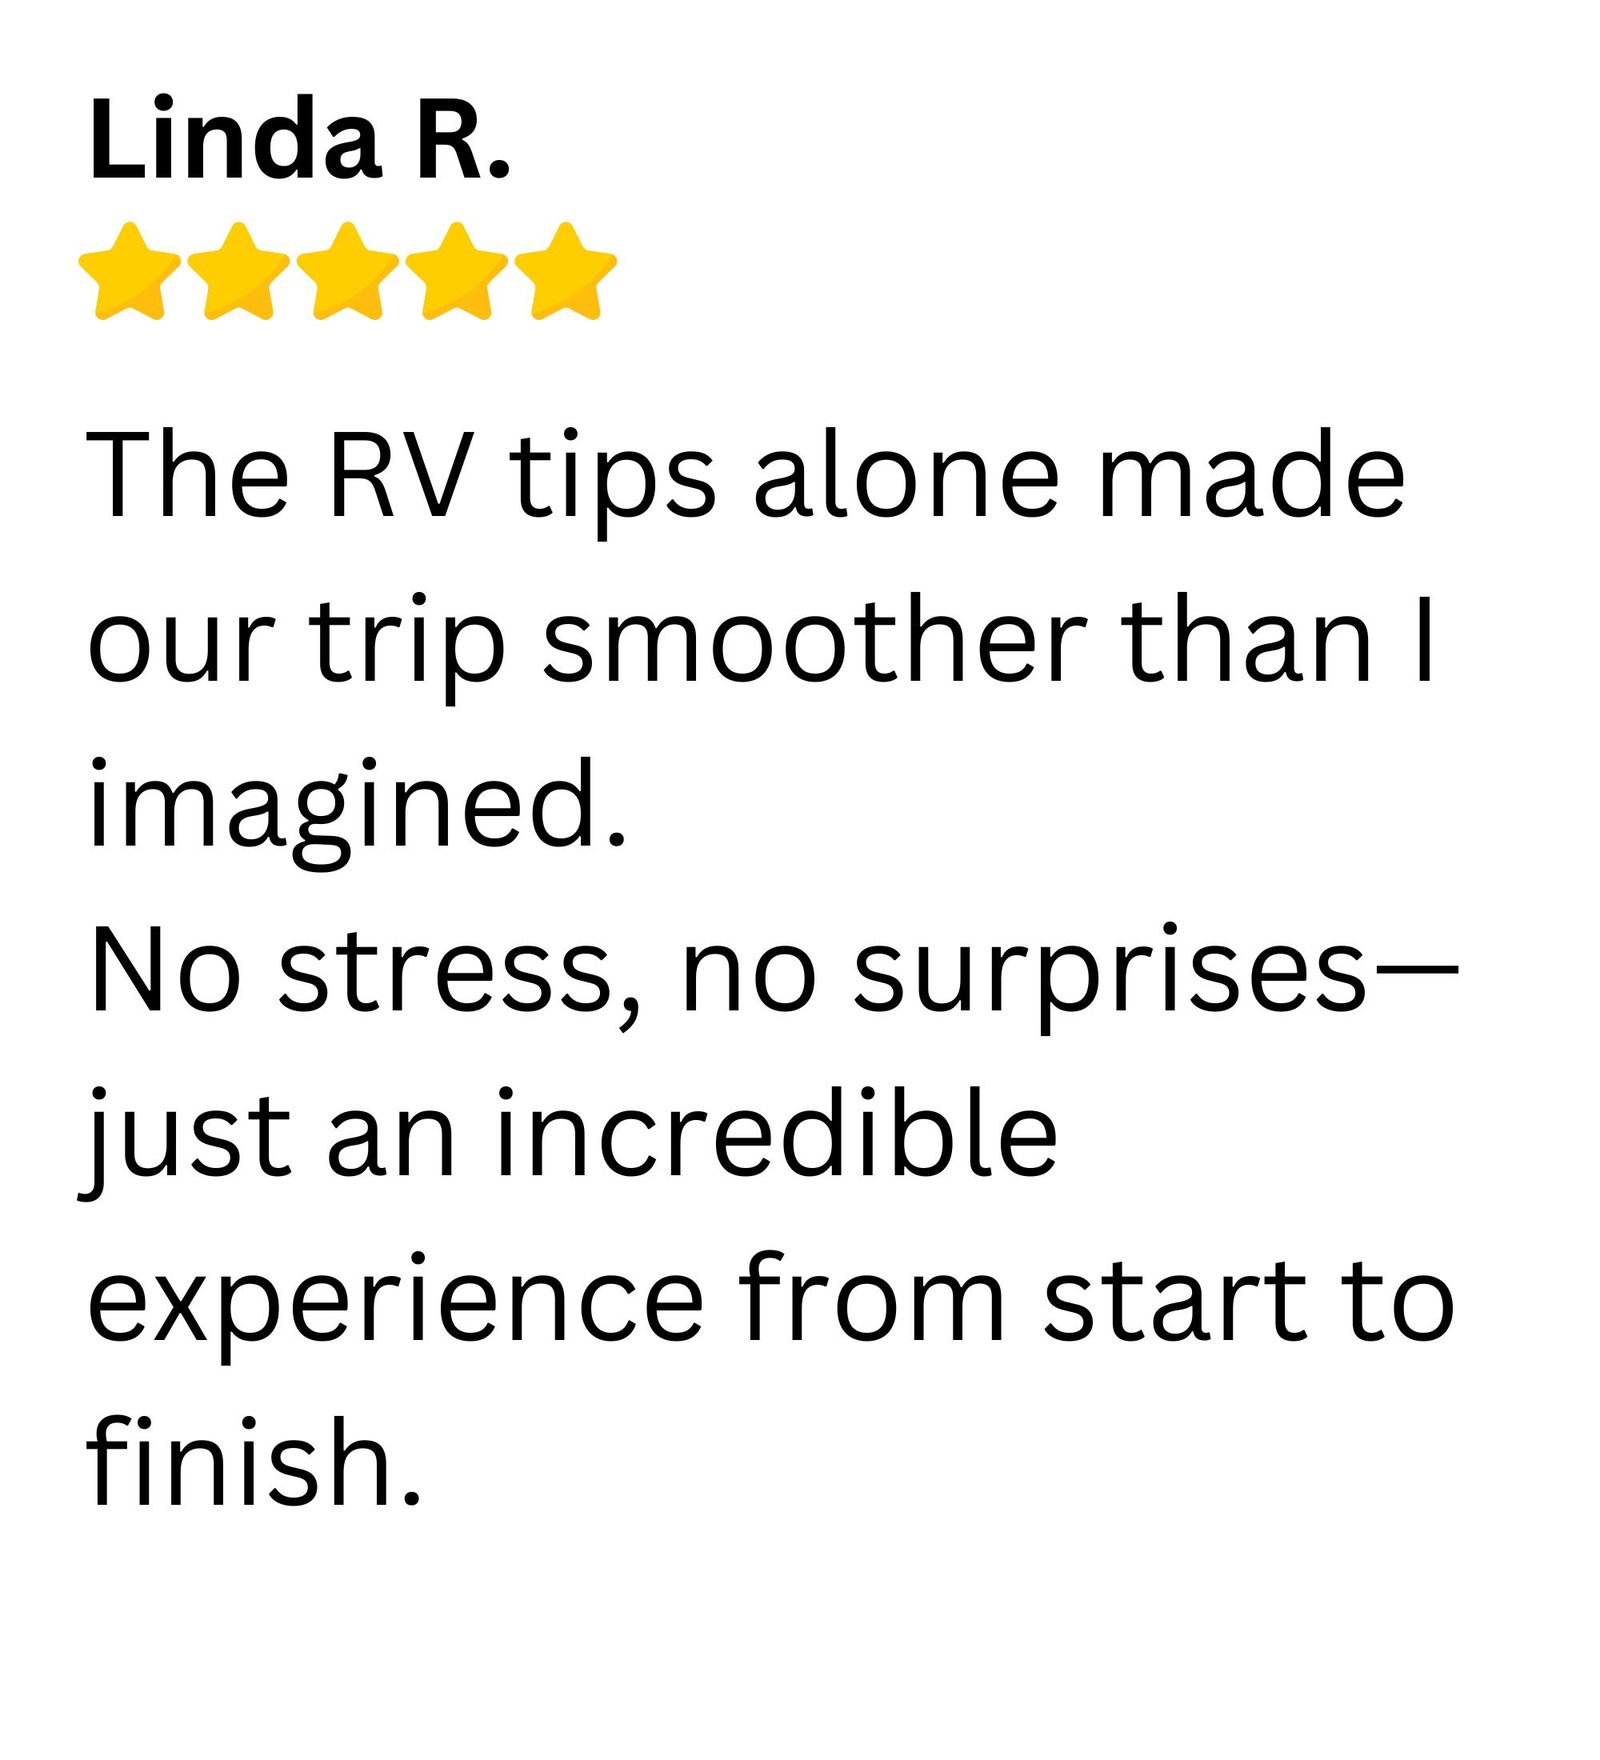 Linda R.
The RV tips alone made
our trip smoother than I
imagined.
No stress, no surprises—
just an incredible
experience from start to
finish.